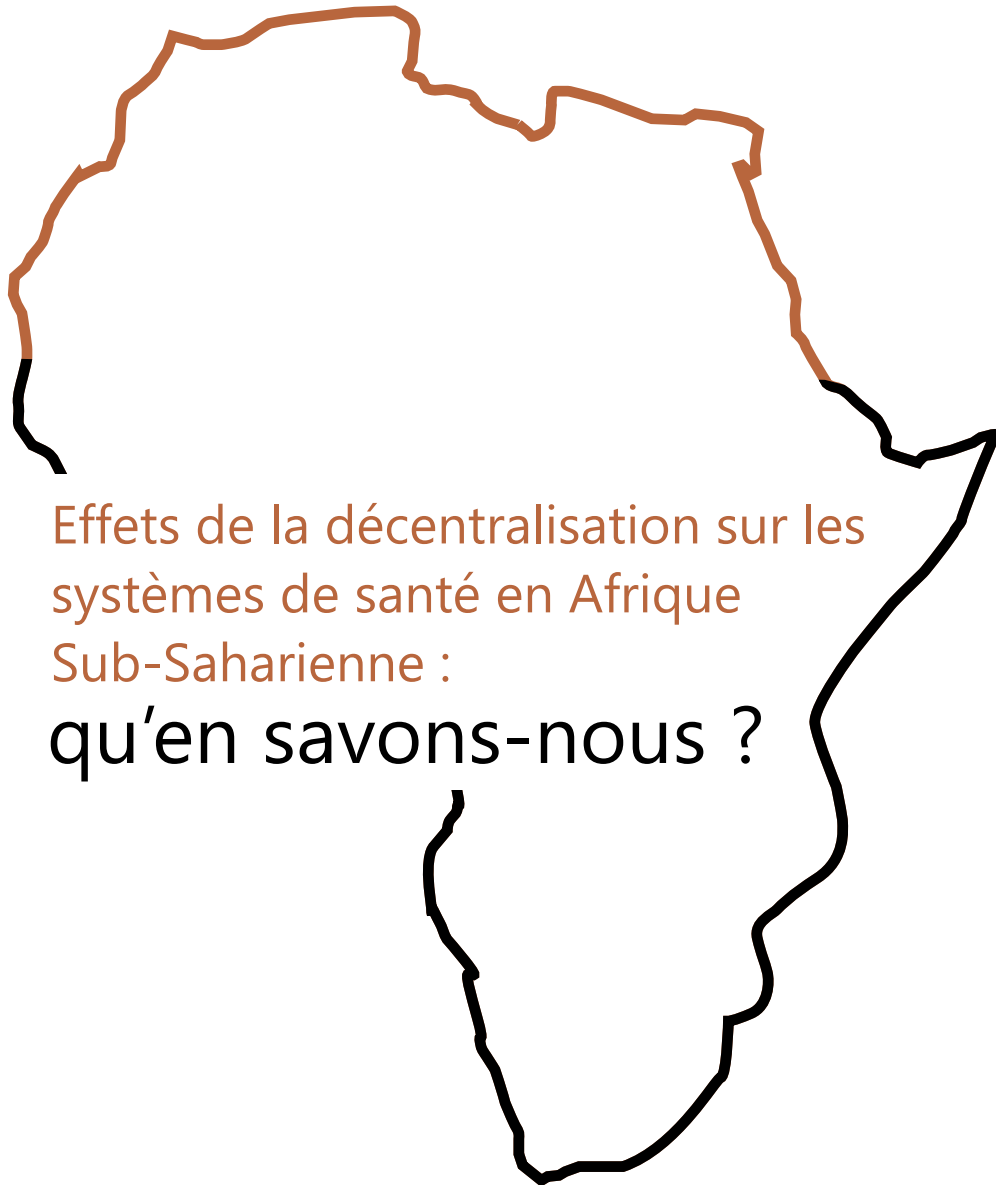 Effets de la décentralisation sur les
systèmes de santé en Afrique
Sub-Saharienne :
qu’en savons-nous ?